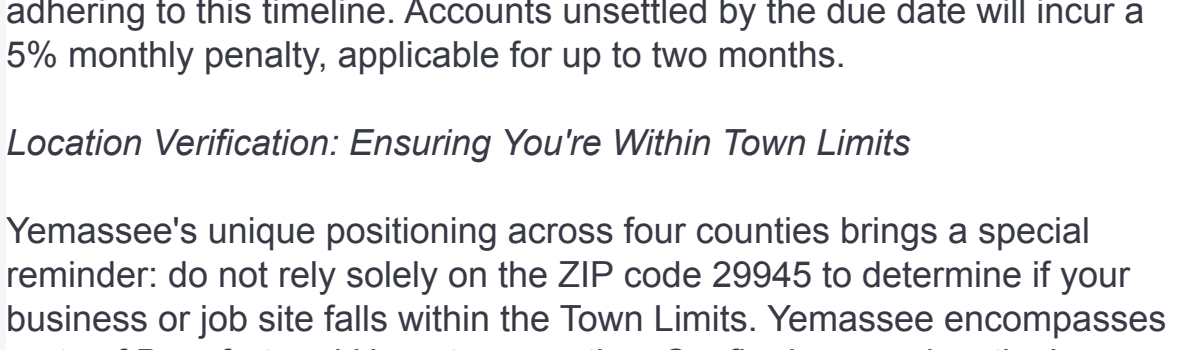 adhering to this timeline. Accounts unsettled by the due date will incur a
5% monthly penalty, applicable for up to two months.
Location Verification: Ensuring You're Within Town Limits
Yemassee's unique positioning across four counties brings a special
reminder: do not rely solely on the ZIP code 29945 to determine if your
business or job site falls within the Town Limits. Yemassee encompasses